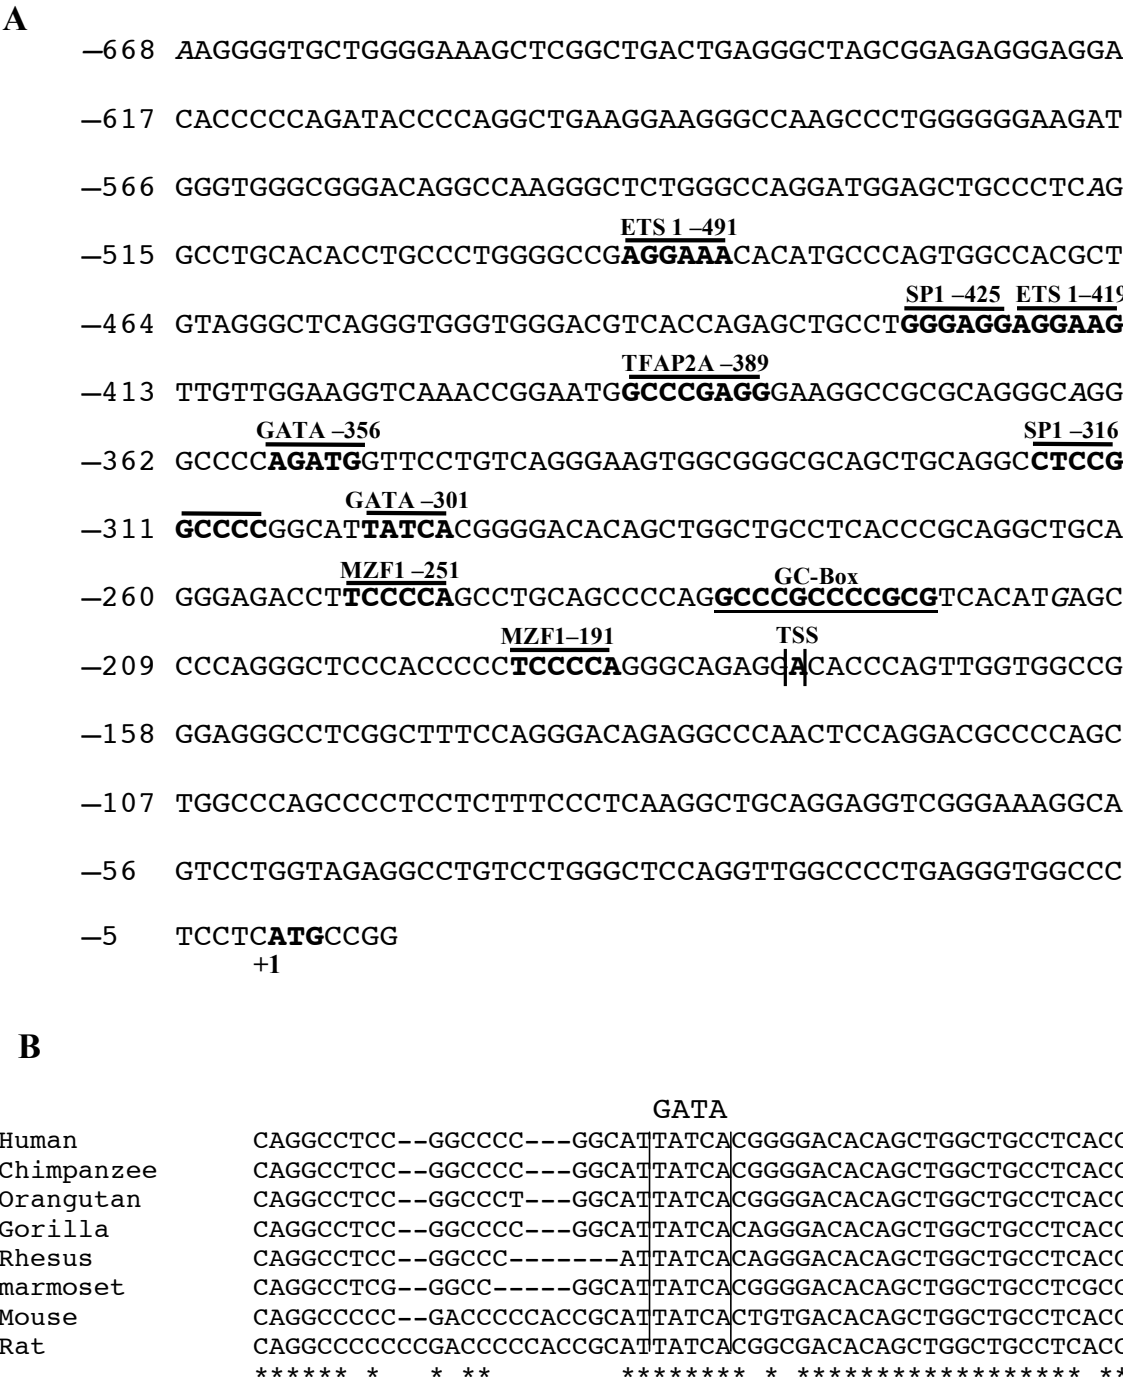 A
–668 AAGGGGTGCTGGGGAAAGCTCGGCTGACTGAGGGCTAGCGGAGAGGGAGGA
–617 CACCCCCAGATACCCCAGGCTGAAGGAAGGGCCAAGCCCTGGGGGGAAGAT
–566 GGGTGGGCGGGACAGGCCAAGGGCTCTGGGCCAGGATGGAGCTGCCCTCAG
ETS 1 –491
–515 GCCTGCACACCTGCCCTGGGGCCGAGGAAACACATGCCCAGTGGCCACGCT
SP1 –425 ETS 1–419
–464 GTAGGGCTCAGGGTGGGTGGGACGTCACCAGAGCTGCCTGGGAGGAGGAAG
TFAP2A –389
–413 TTGTTGGAAGGTCAAACCGGAATGGCCCGAGGGAAGGCCGCGCAGGGCAGG
GATA –356 SP1 –316
–362 GCCCCAGATGGTTCCTGTCAGGGAAGTGGCGGGCGCAGCTGCAGGCCTCCG
GATA –301
–311 GCCCCGGCATTATCACGGGGACACAGCTGGCTGCCTCACCCGCAGGCTGCA
MZF1 –251 GC-Box
–260 GGGAGACCTTCCCCAGCCTGCAGCCCCAGGCCCGCCCCGCGTCACATGAGC
MZF1–191 TSS
–209 CCCAGGGCTCCCACCCCCTCCCCAGGGCAGAGGACACCCAGTTGGTGGCCG
–158 GGAGGGCCTCGGCTTTCCAGGGACAGAGGCCCAACTCCAGGACGCCCCAGC
–107 TGGCCCAGCCCCTCCTCTTTCCCTCAAGGCTGCAGGAGGTCGGGAAAGGCA
–56 GTCCTGGTAGAGGCCTGTCCTGGGCTCCAGGTTGGCCCCTGAGGGTGGCCC
–5 TCCTCATGCCGG
+1
B
GATA
Human CAGGCCTCC--GGCCCC---GGCATTATCACGGGGACACAGCTGGCTGCCTCACC
Chimpanzee CAGGCCTCC--GGCCCC---GGCATTATCACGGGGACACAGCTGGCTGCCTCACC
Orangutan CAGGCCTCC--GGCCCT---GGCATTATCACGGGGACACAGCTGGCTGCCTCACC
Gorilla CAGGCCTCC--GGCCCC---GGCATTATCACAGGGACACAGCTGGCTGCCTCACC
Rhesus CAGGCCTCC--GGCCC-------ATTATCACAGGGACACAGCTGGCTGCCTCACC
marmoset CAGGCCTCG--GGCC-----GGCATTATCACGGGGACACAGCTGGCTGCCTCGCC
Mouse CAGGCCCCC--GACCCCCACCGCATTATCACTGTGACACAGCTGGCTGCCTCACC
Rat CAGGCCCCCCCGACCCCCACCGCATTATCACGGCGACACAGCTGGCTGCCTCACC
****** * * ** ******** * **************** **